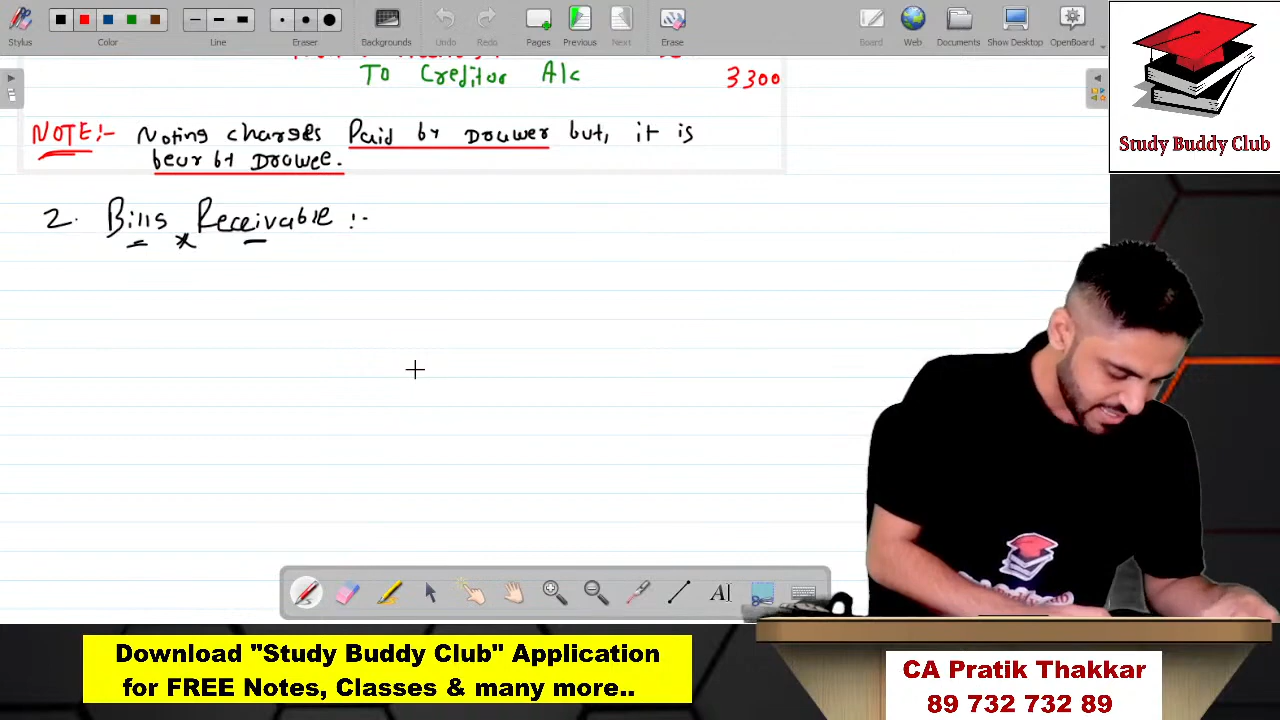 Stylus
Color
Line
Eraser
Backgrounds
Undo
Redo
Pages
Previous
Next
Erase
Board
Web
Documents
Show Desktop
OpenBoard
Study Buddy Club
To Creditor A/c 3300
NOTE:- Noting charges Paid by Drawer but, it is
bear by Drawee.
2. Bills Receivable :-
Download "Study Buddy Club" Application
for FREE Notes, Classes & many more..
CA Pratik Thakkar
89 732 732 89